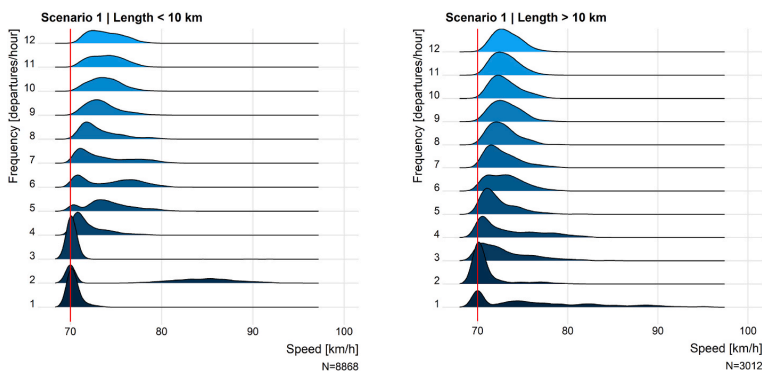 Scenario 1 | Length < 10 km
Frequency [departures/hour]
12
11
10
9
8
7
6
5
4
3
2
1
70 80 90 100
Speed [km/h]
N=8868
Scenario 1 | Length > 10 km
Frequency [departures/hour]
12
11
10
9
8
7
6
5
4
3
2
1
70 80 90 100
Speed [km/h]
N=3012